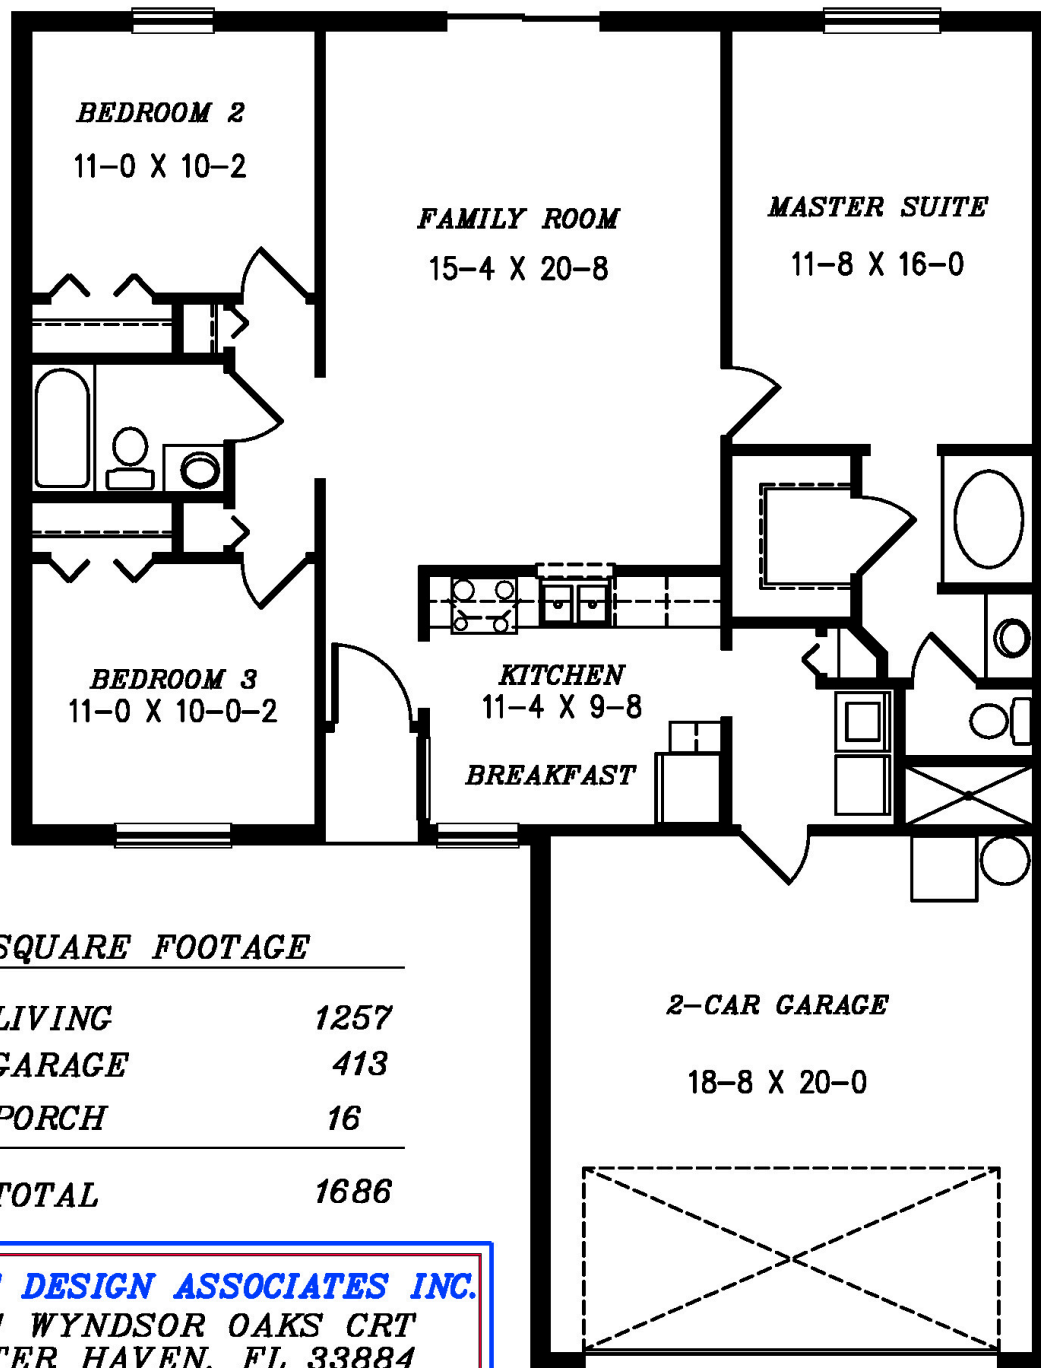 BEDROOM 2
11-0 X 10-2
FAMILY ROOM
15-4 X 20-8
MASTER SUITE
11-8 X 16-0
BEDROOM 3
11-0 X 10-0-2
KITCHEN
11-4 X 9-8
BREAKFAST
SQUARE FOOTAGE
LIVING 1257
GARAGE 413
PORCH 16
TOTAL 1686
2-CAR GARAGE
18-8 X 20-0
DESIGN ASSOCIATES INC.
WYNDSOR OAKS CRT
HAVEN, FL 33884